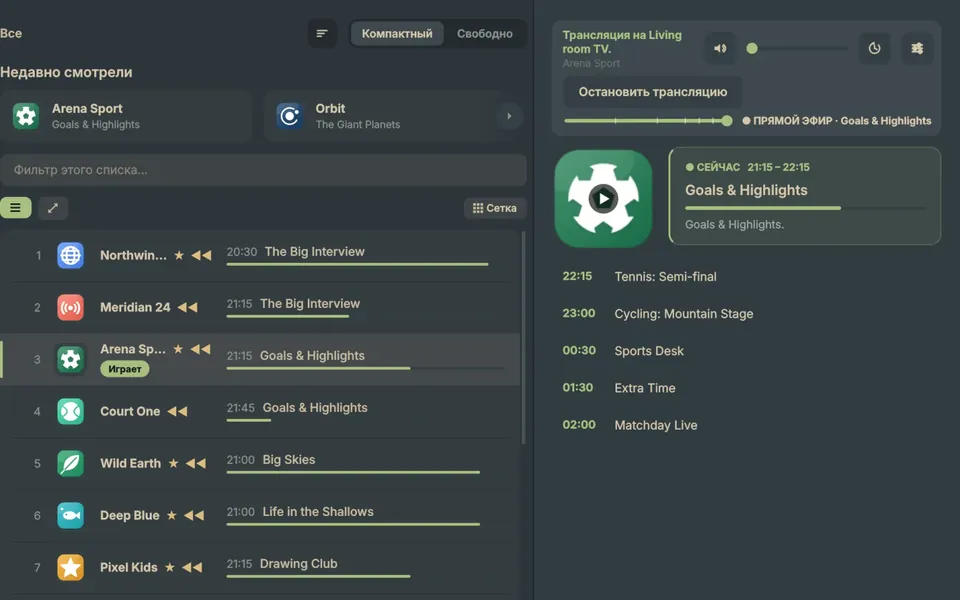 Все
Компактный
Свободно
Недавно смотрели
Arena Sport
Goals & Highlights
Orbit
The Giant Planets
Фильтр этого списка...
Сетка
1 Northwin... 20:30 The Big Interview
2 Meridian 24 21:15 The Big Interview
3 Arena Sp... 21:15 Goals & Highlights
Играет
4 Court One 21:45 Goals & Highlights
5 Wild Earth 21:00 Big Skies
6 Deep Blue 21:00 Life in the Shallows
7 Pixel Kids 21:15 Drawing Club
Трансляция на Living
room TV.
Arena Sport
Остановить трансляцию
ПРЯМОЙ ЭФИР · Goals & Highlights
СЕЙЧАС 21:15 – 22:15
Goals & Highlights
Goals & Highlights.
22:15 Tennis: Semi-final
23:00 Cycling: Mountain Stage
00:30 Sports Desk
01:30 Extra Time
02:00 Matchday Live